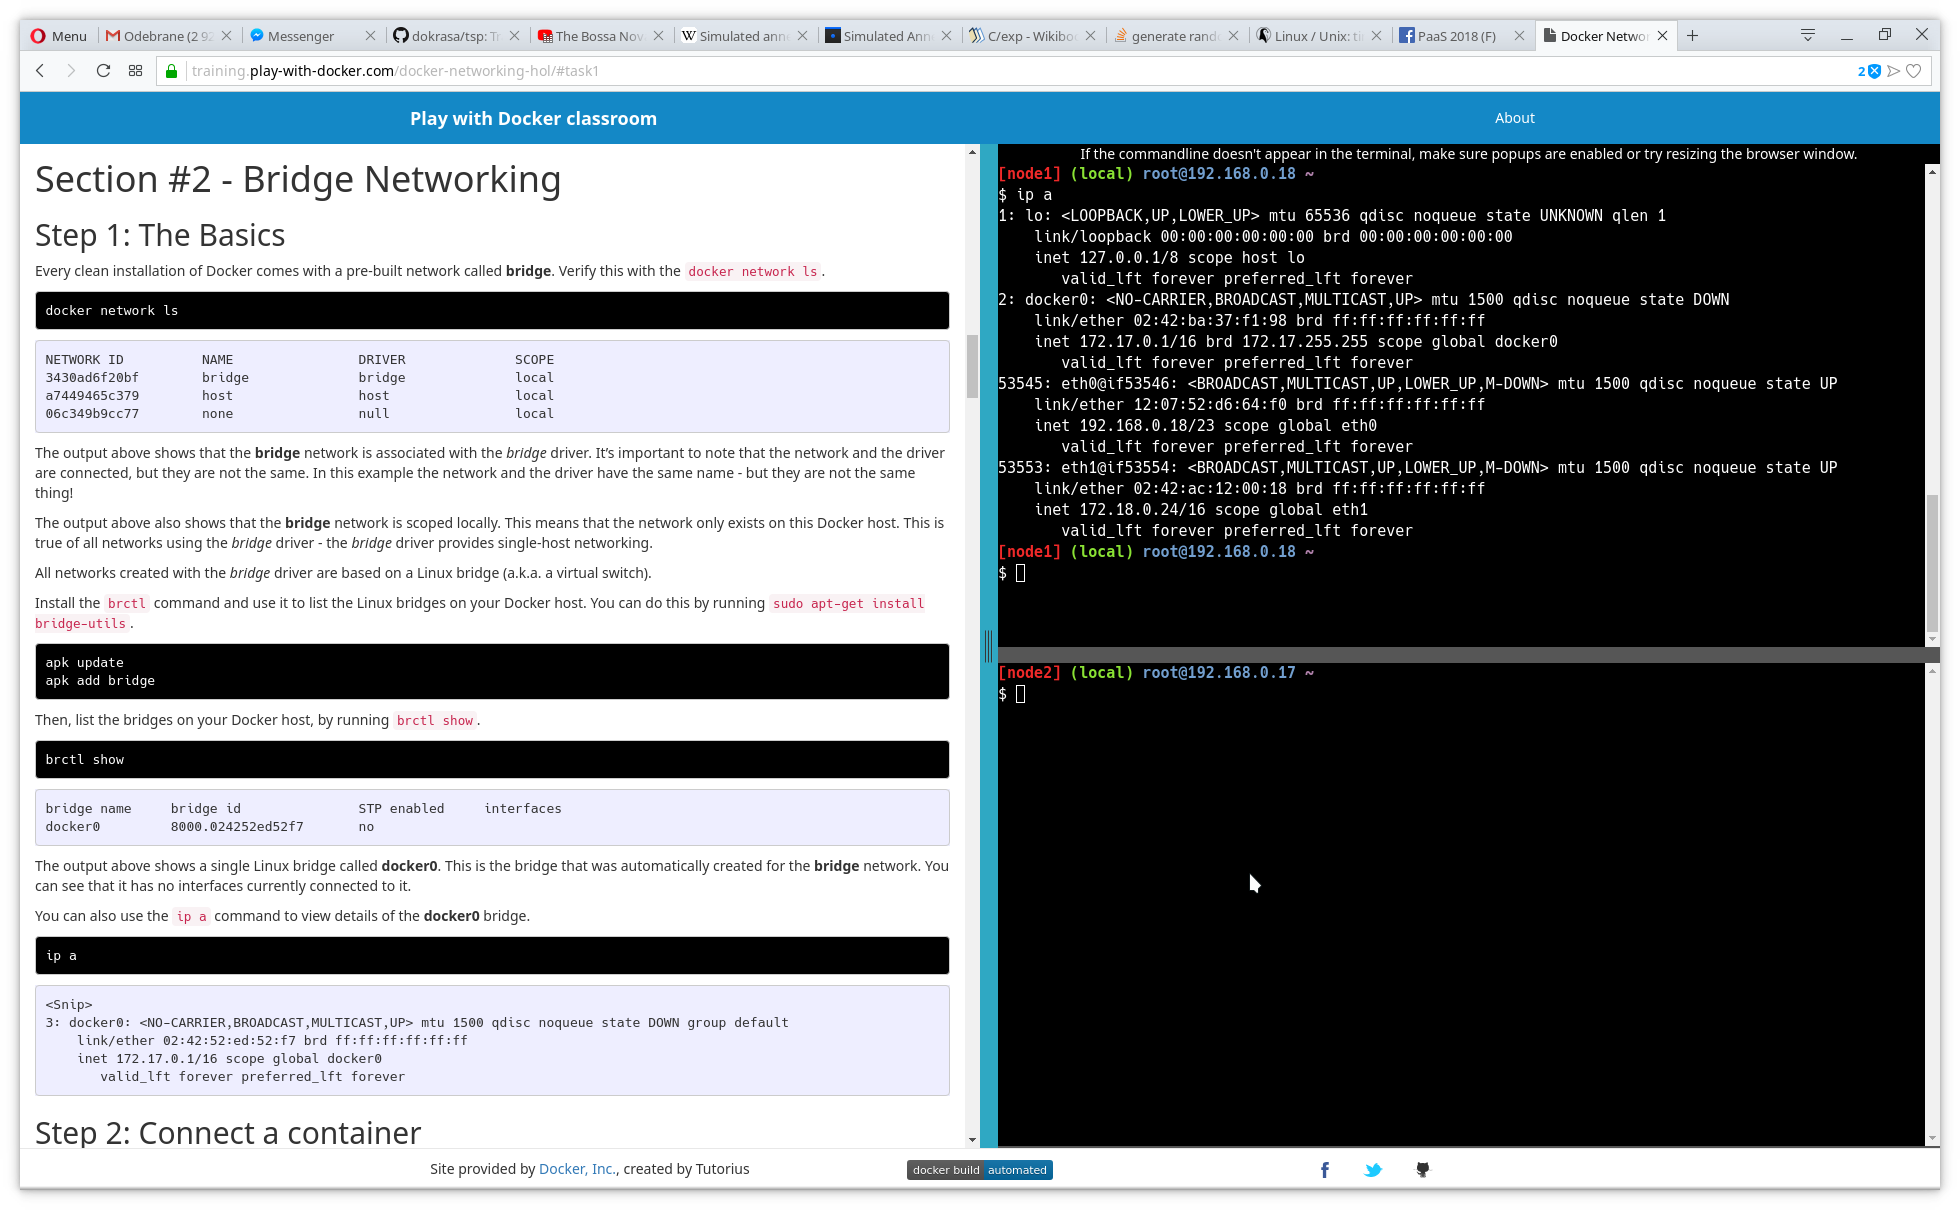 Menu
Odebrane (2 92
Messenger
dokrasa/tsp: Tr
The Bossa Nov
Simulated anne
Simulated Ann
C/exp - Wikiboo
generate rando
Linux / Unix: ti
PaaS 2018 (F)
Docker Networ
training.play-with-docker.com/docker-networking-hol/#task1
2
Play with Docker classroom
About
Section #2 - Bridge Networking
Step 1: The Basics
Every clean installation of Docker comes with a pre-built network called bridge. Verify this with the docker network ls.
docker network ls
NETWORK ID NAME DRIVER SCOPE
3430ad6f20bf bridge bridge local
a7449465c379 host host local
06c349b9cc77 none null local
The output above shows that the bridge network is associated with the bridge driver. It's important to note that the network and the driver
are connected, but they are not the same. In this example the network and the driver have the same name - but they are not the same
thing!
The output above also shows that the bridge network is scoped locally. This means that the network only exists on this Docker host. This is
true of all networks using the bridge driver - the bridge driver provides single-host networking.
All networks created with the bridge driver are based on a Linux bridge (a.k.a. a virtual switch).
Install the brctl command and use it to list the Linux bridges on your Docker host. You can do this by running sudo apt-get install
bridge-utils.
apk update
apk add bridge
Then, list the bridges on your Docker host, by running brctl show.
brctl show
bridge name bridge id STP enabled interfaces
docker0 8000.024252ed52f7 no
The output above shows a single Linux bridge called docker0. This is the bridge that was automatically created for the bridge network. You
can see that it has no interfaces currently connected to it.
You can also use the ip a command to view details of the docker0 bridge.
ip a
<Snip>
3: docker0: <NO-CARRIER,BROADCAST,MULTICAST,UP> mtu 1500 qdisc noqueue state DOWN group default
link/ether 02:42:52:ed:52:f7 brd ff:ff:ff:ff:ff:ff
inet 172.17.0.1/16 scope global docker0
valid_lft forever preferred_lft forever
Step 2: Connect a container
If the commandline doesn't appear in the terminal, make sure popups are enabled or try resizing the browser window.
[node1] (local) root@192.168.0.18 ~
$ ip a
1: lo: <LOOPBACK,UP,LOWER_UP> mtu 65536 qdisc noqueue state UNKNOWN qlen 1
link/loopback 00:00:00:00:00:00 brd 00:00:00:00:00:00
inet 127.0.0.1/8 scope host lo
valid_lft forever preferred_lft forever
2: docker0: <NO-CARRIER,BROADCAST,MULTICAST,UP> mtu 1500 qdisc noqueue state DOWN
link/ether 02:42:ba:37:f1:98 brd ff:ff:ff:ff:ff:ff
inet 172.17.0.1/16 brd 172.17.255.255 scope global docker0
valid_lft forever preferred_lft forever
53545: eth0@if53546: <BROADCAST,MULTICAST,UP,LOWER_UP,M-DOWN> mtu 1500 qdisc noqueue state UP
link/ether 12:07:52:d6:64:f0 brd ff:ff:ff:ff:ff:ff
inet 192.168.0.18/23 scope global eth0
valid_lft forever preferred_lft forever
53553: eth1@if53554: <BROADCAST,MULTICAST,UP,LOWER_UP,M-DOWN> mtu 1500 qdisc noqueue state UP
link/ether 02:42:ac:12:00:18 brd ff:ff:ff:ff:ff:ff
inet 172.18.0.24/16 scope global eth1
valid_lft forever preferred_lft forever
[node1] (local) root@192.168.0.18 ~
$
[node2] (local) root@192.168.0.17 ~
$
Site provided by Docker, Inc., created by Tutorius
docker build automated